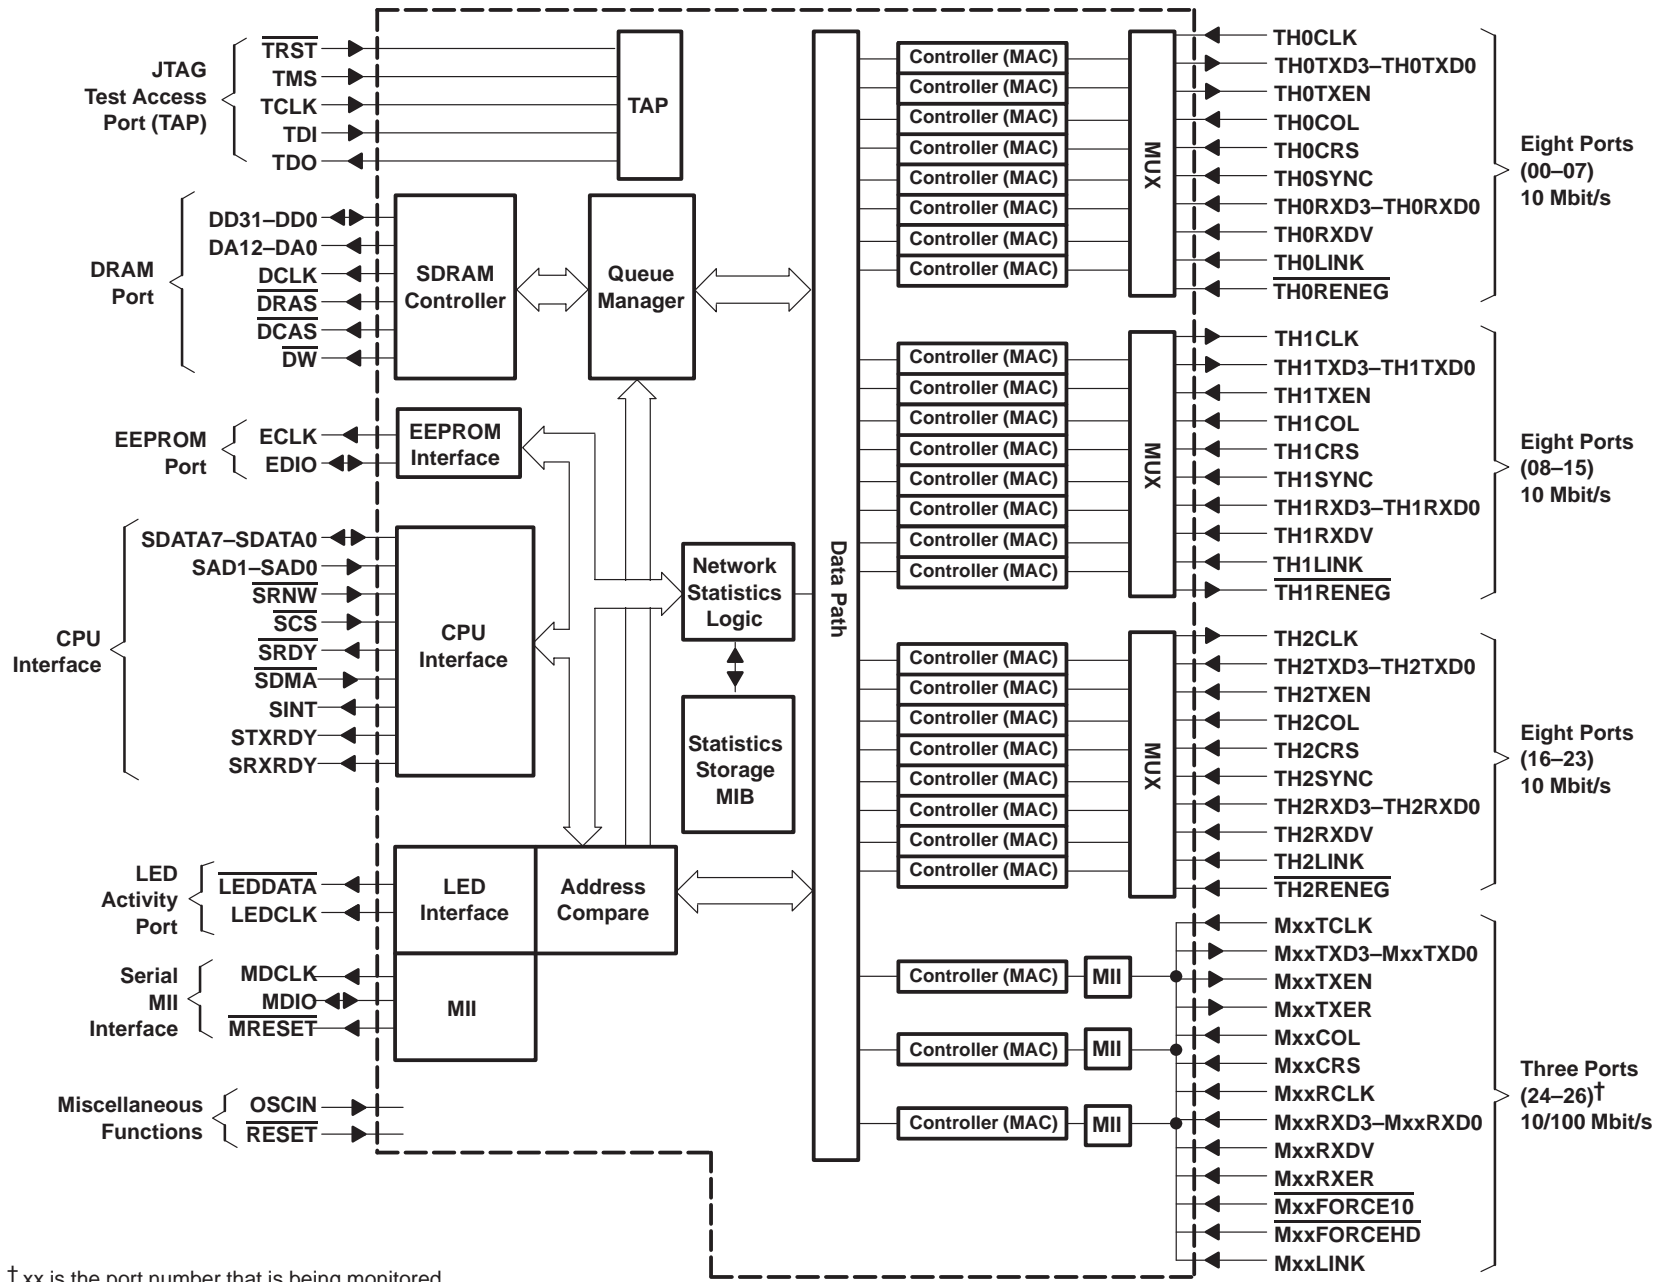 JTAG
Test Access
Port (TAP)
TRST
TMS
TCLK
TDI
TDO
TAP
DRAM
Port
DD31–DD0
DA12–DA0
DCLK
DRAS
DCAS
DW
SDRAM
Controller
Queue
Manager
EEPROM
Port
ECLK
EDIO
EEPROM
Interface
CPU
Interface
SDATA7–SDATA0
SAD1–SAD0
SRNW
SCS
SRDY
SDMA
SINT
STXRDY
SRXRDY
CPU
Interface
Network
Statistics
Logic
Statistics
Storage
MIB
LED
Activity
Port
LEDDATA
LEDCLK
LED
Interface
Address
Compare
Serial
MII
Interface
MDCLK
MDIO
MRESET
MII
Miscellaneous
Functions
OSCIN
RESET
Data Path
Controller (MAC)
Controller (MAC)
Controller (MAC)
Controller (MAC)
Controller (MAC)
Controller (MAC)
Controller (MAC)
Controller (MAC)
MUX
TH0CLK
TH0TXD3–TH0TXD0
TH0TXEN
TH0COL
TH0CRS
TH0SYNC
TH0RXD3–TH0RXD0
TH0RXDV
TH0LINK
TH0RENEG
Eight Ports
(00–07)
10 Mbit/s
Controller (MAC)
Controller (MAC)
Controller (MAC)
Controller (MAC)
Controller (MAC)
Controller (MAC)
Controller (MAC)
Controller (MAC)
MUX
TH1CLK
TH1TXD3–TH1TXD0
TH1TXEN
TH1COL
TH1CRS
TH1SYNC
TH1RXD3–TH1RXD0
TH1RXDV
TH1LINK
TH1RENEG
Eight Ports
(08–15)
10 Mbit/s
Controller (MAC)
Controller (MAC)
Controller (MAC)
Controller (MAC)
Controller (MAC)
Controller (MAC)
Controller (MAC)
Controller (MAC)
MUX
TH2CLK
TH2TXD3–TH2TXD0
TH2TXEN
TH2COL
TH2CRS
TH2SYNC
TH2RXD3–TH2RXD0
TH2RXDV
TH2LINK
TH2RENEG
Eight Ports
(16–23)
10 Mbit/s
Controller (MAC)
MII
Controller (MAC)
MII
Controller (MAC)
MII
MxxTCLK
MxxTXD3–MxxTXD0
MxxTXEN
MxxTXER
MxxCOL
MxxCRS
MxxRCLK
MxxRXD3–MxxRXD0
MxxRXDV
MxxRXER
MxxFORCE10
MxxFORCEHD
MxxLINK
Three Ports
(24–26)†
10/100 Mbit/s
† xx is the port number that is being monitored